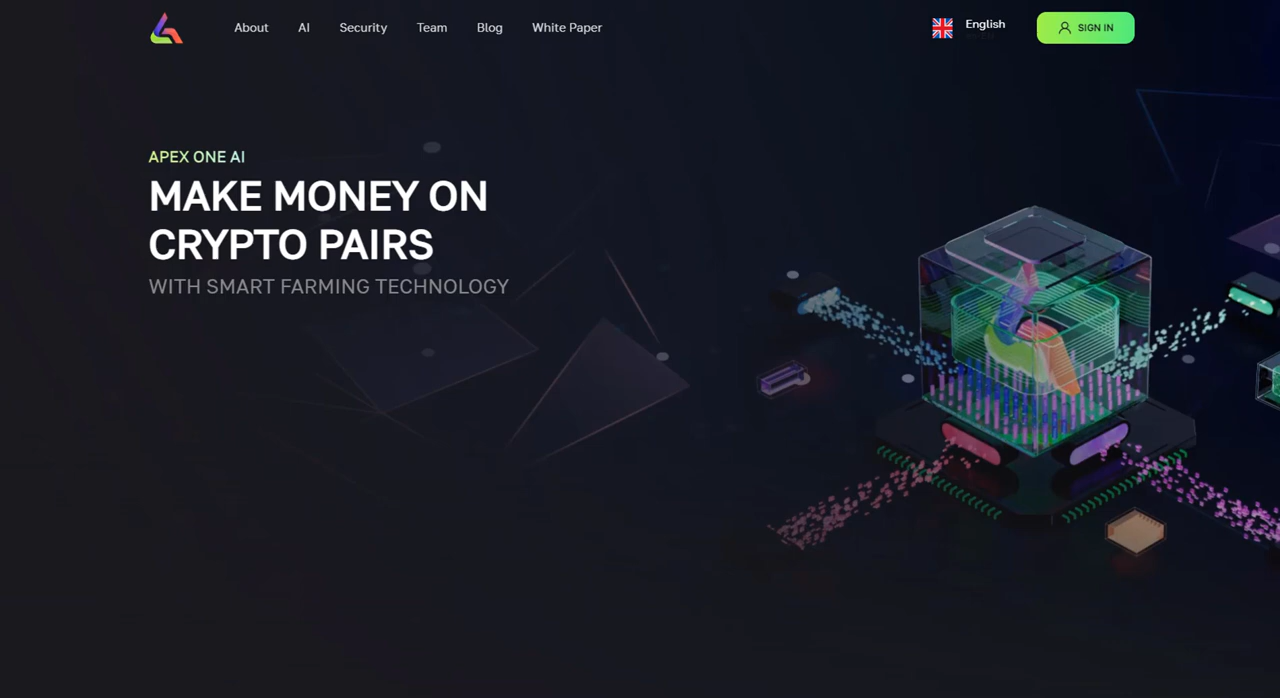 About
AI
Security
Team
Blog
White Paper
English
SIGN IN
APEX ONE AI
MAKE MONEY ON
CRYPTO PAIRS
WITH SMART FARMING TECHNOLOGY